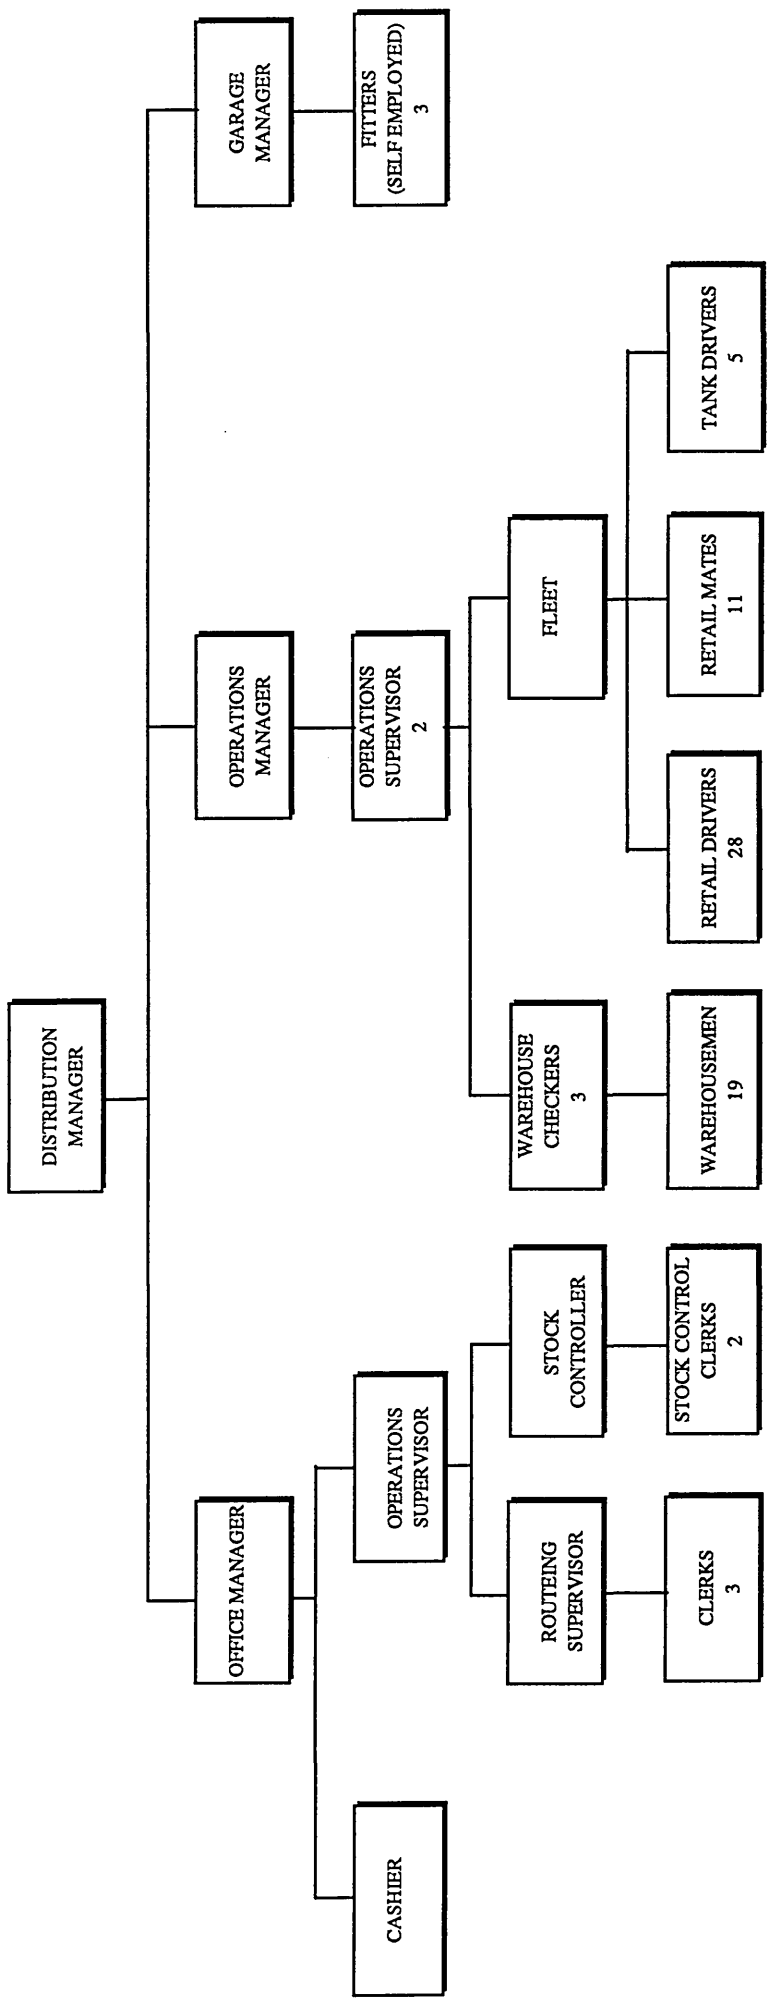 DISTRIBUTION
MANAGER
OFFICE MANAGER
OPERATIONS
MANAGER
GARAGE
MANAGER
CASHIER
OPERATIONS
SUPERVISOR
OPERATIONS
SUPERVISOR
2
FITTERS
(SELF EMPLOYED)
3
ROUTEING
SUPERVISOR
STOCK
CONTROLLER
WAREHOUSE
CHECKERS
3
FLEET
CLERKS
3
STOCK CONTROL
CLERKS
2
WAREHOUSEMEN
19
RETAIL DRIVERS
28
RETAIL MATES
11
TANK DRIVERS
5